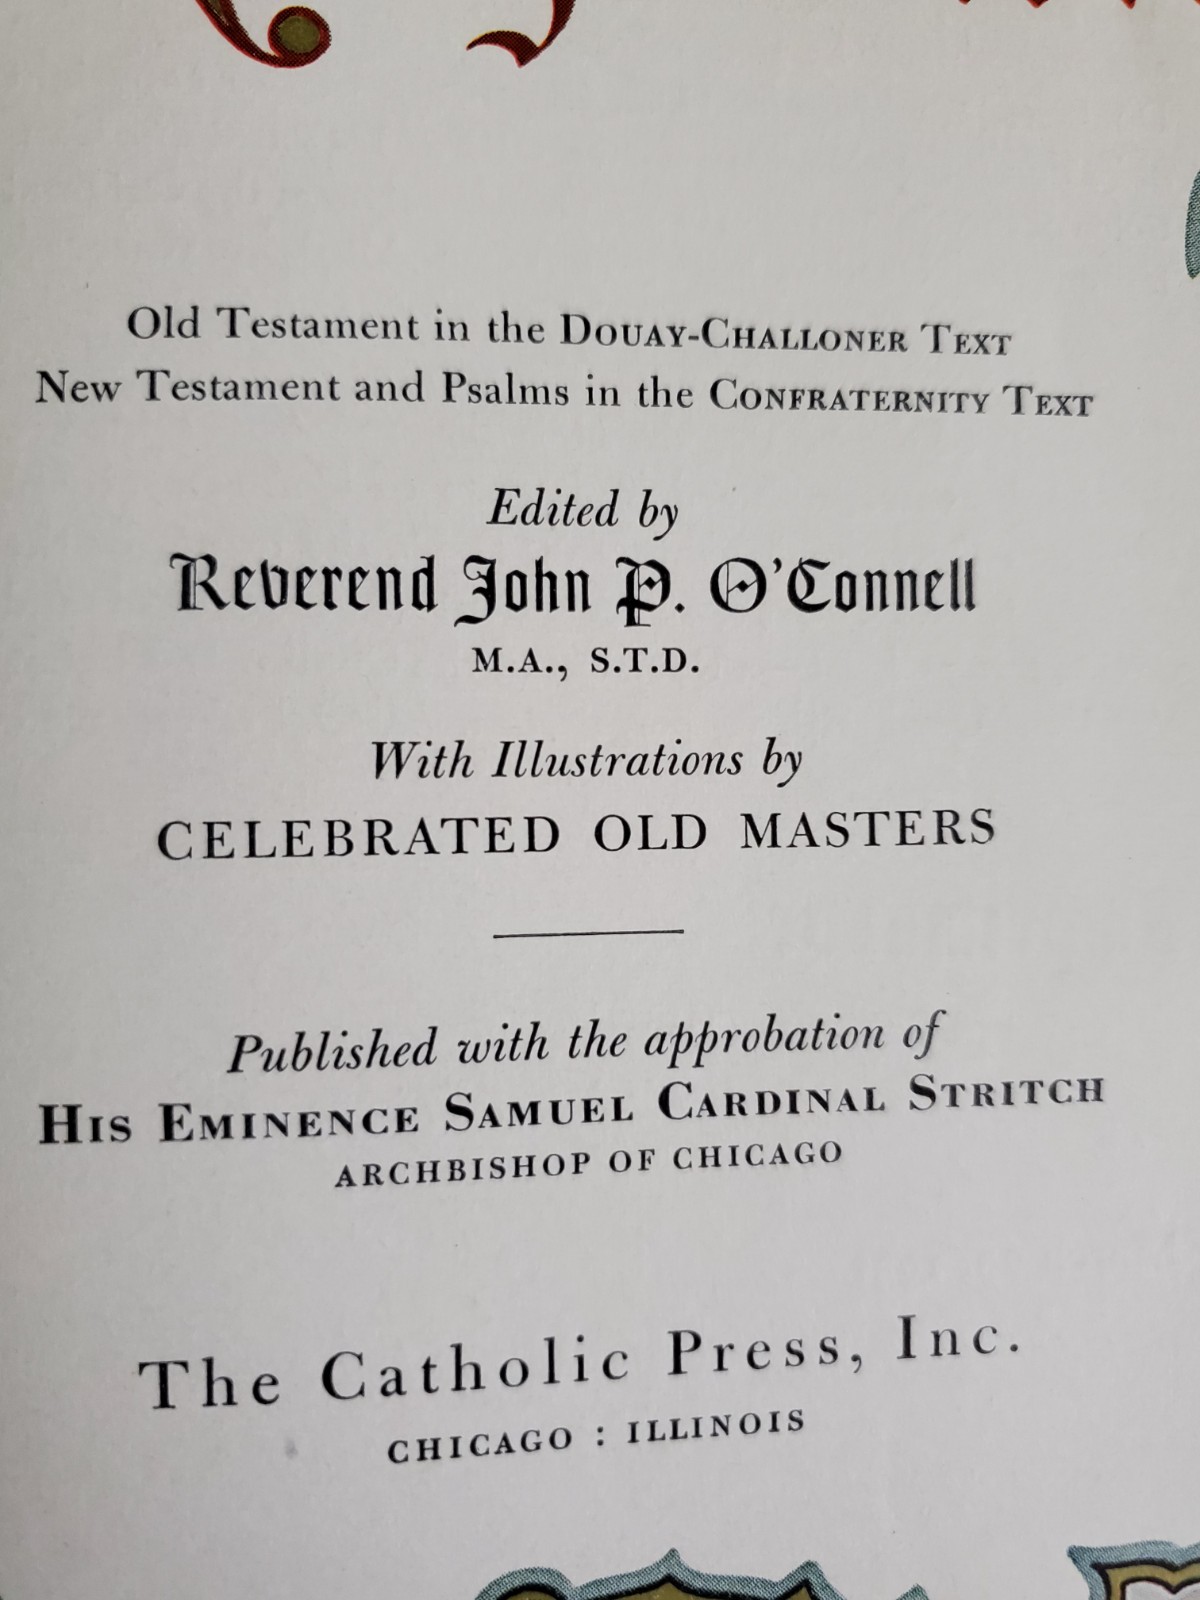 Old Testament in the DOUAY-CHALLONER TEXT
New Testament and Psalms in the CONFRATERNITY TEXT
Edited by
Reverend John P. O'Connell
M.A., S.T.D.
With Illustrations by
CELEBRATED OLD MASTERS
Published with the approbation of
HIS EMINENCE SAMUEL CARDINAL STRITCH
ARCHBISHOP OF CHICAGO
The Catholic Press, Inc.
CHICAGO : ILLINOIS